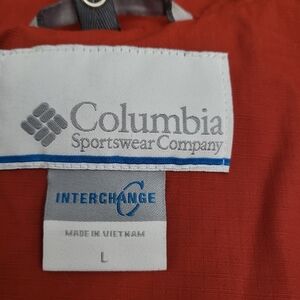 Columbia
Sportswear Company
INTERCHANGE
MADE IN VIETNAM
L